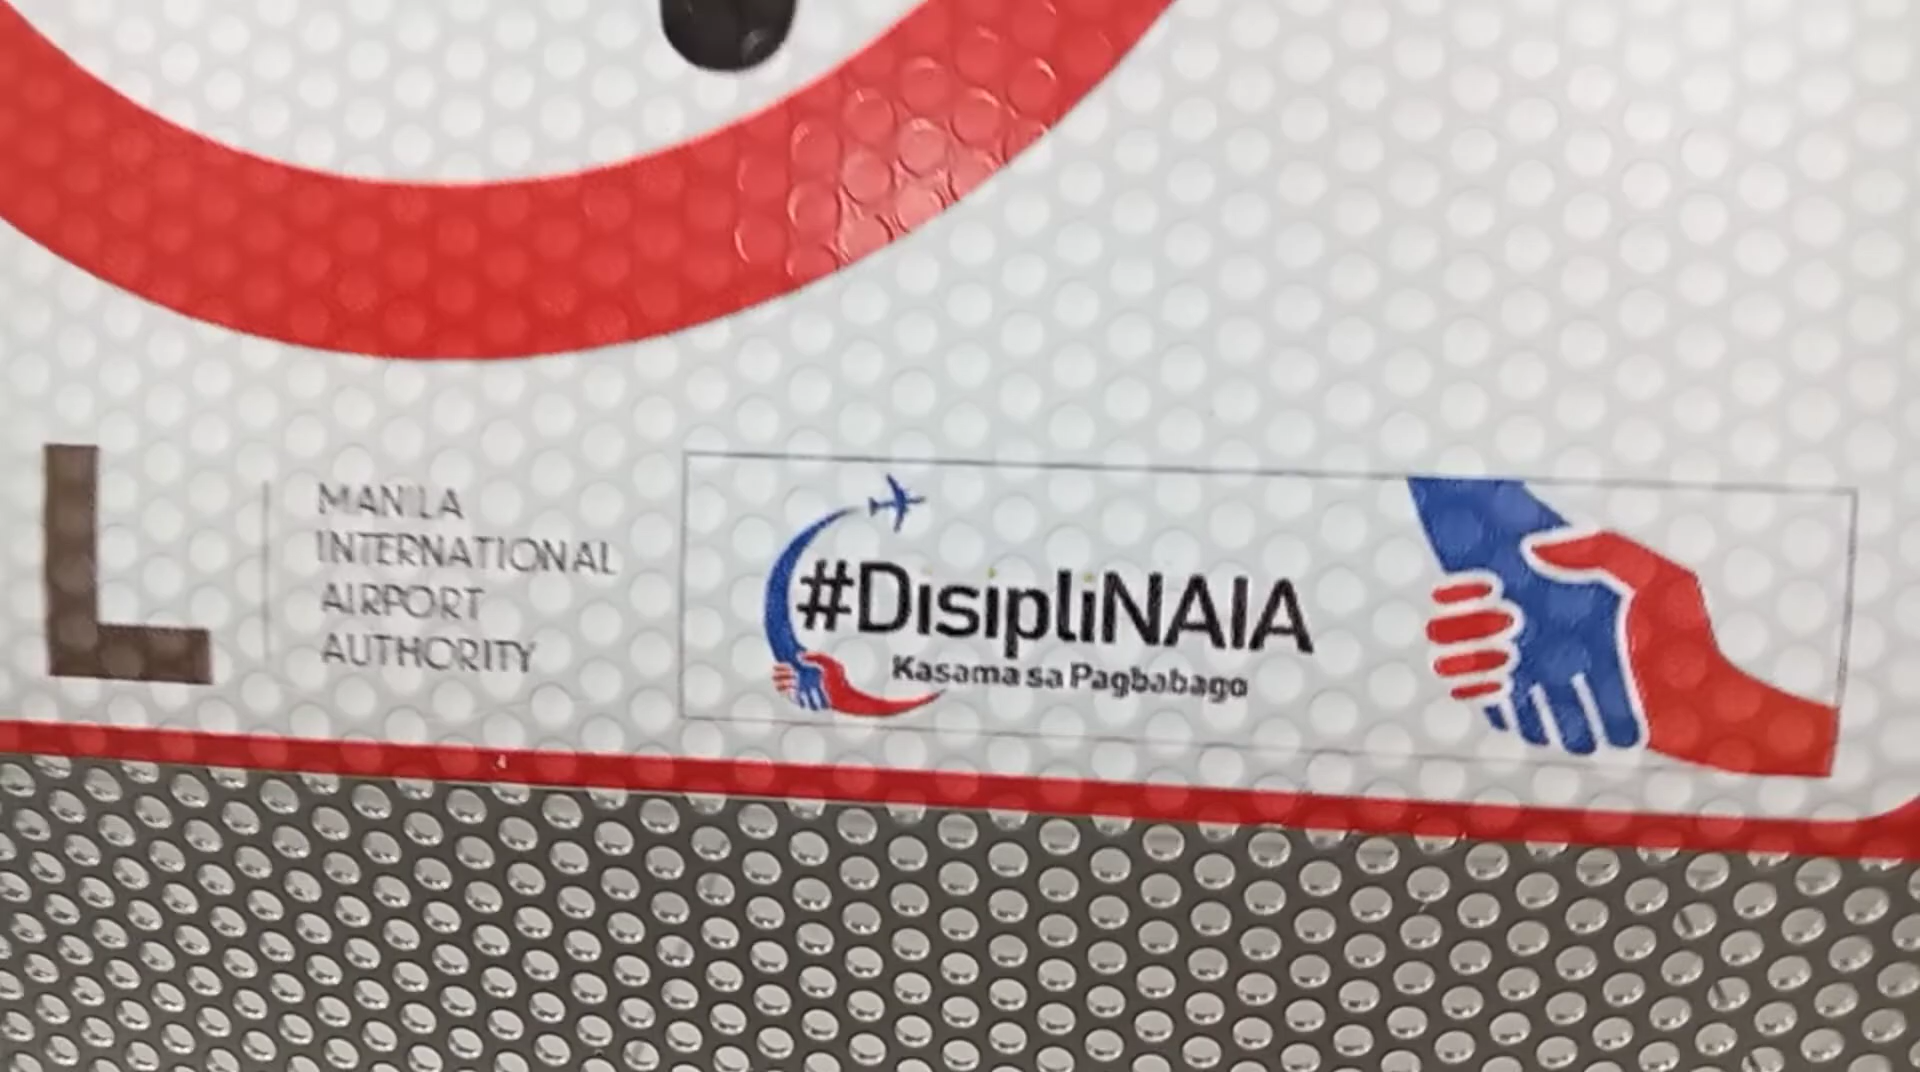 L
MANILA
INTERNATIONAL
AIRPORT
AUTHORITY
#DisipliNAIA
Kasama sa Pagbabago